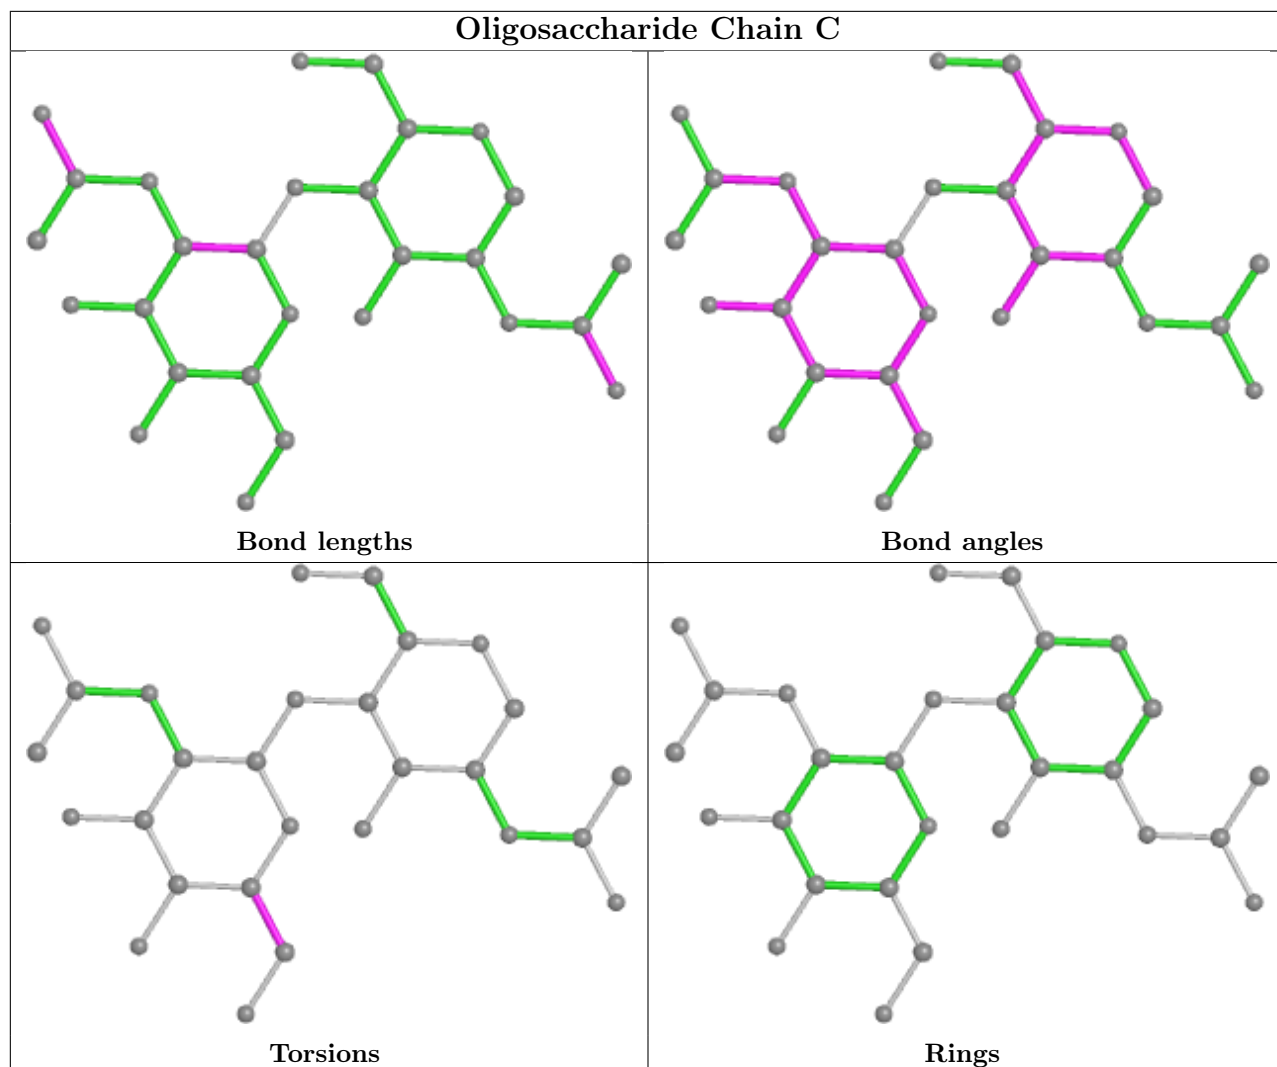 Oligosaccharide Chain C
Bond lengths
Bond angles
Torsions
Rings